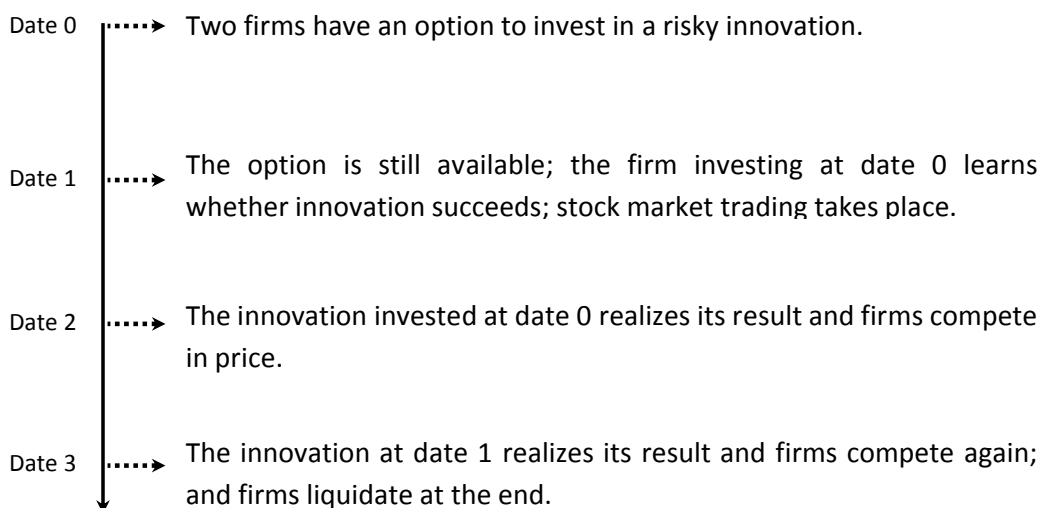 Date 0 Two firms have an option to invest in a risky innovation.
Date 1 The option is still available; the firm investing at date 0 learns
whether innovation succeeds; stock market trading takes place.
Date 2 The innovation invested at date 0 realizes its result and firms compete
in price.
Date 3 The innovation at date 1 realizes its result and firms compete again;
and firms liquidate at the end.